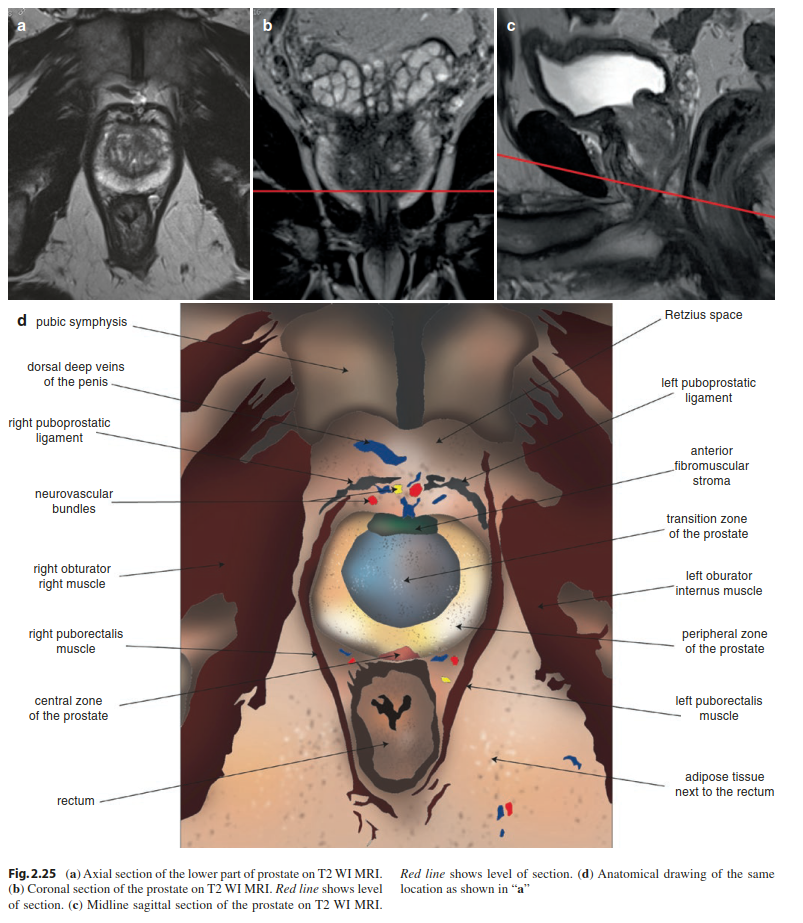 a
b
c
d
pubic symphysis
dorsal deep veins
of the penis
right puboprostatic
ligament
neurovascular
bundles
right obturator
right muscle
right puborectalis
muscle
central zone
of the prostate
rectum
Retzius space
left puboprostatic
ligament
anterior
fibromuscular
stroma
transition zone
of the prostate
left oburator
internus muscle
peripheral zone
of the prostate
left puborectalis
muscle
adipose tissue
next to the rectum
Fig. 2.25 (a) Axial section of the lower part of prostate on T2 WI MRI.
(b) Coronal section of the prostate on T2 WI MRI. Red line shows level
of section. (c) Midline sagittal section of the prostate on T2 WI MRI.
Red line shows level of section. (d) Anatomical drawing of the same
location as shown in “a”